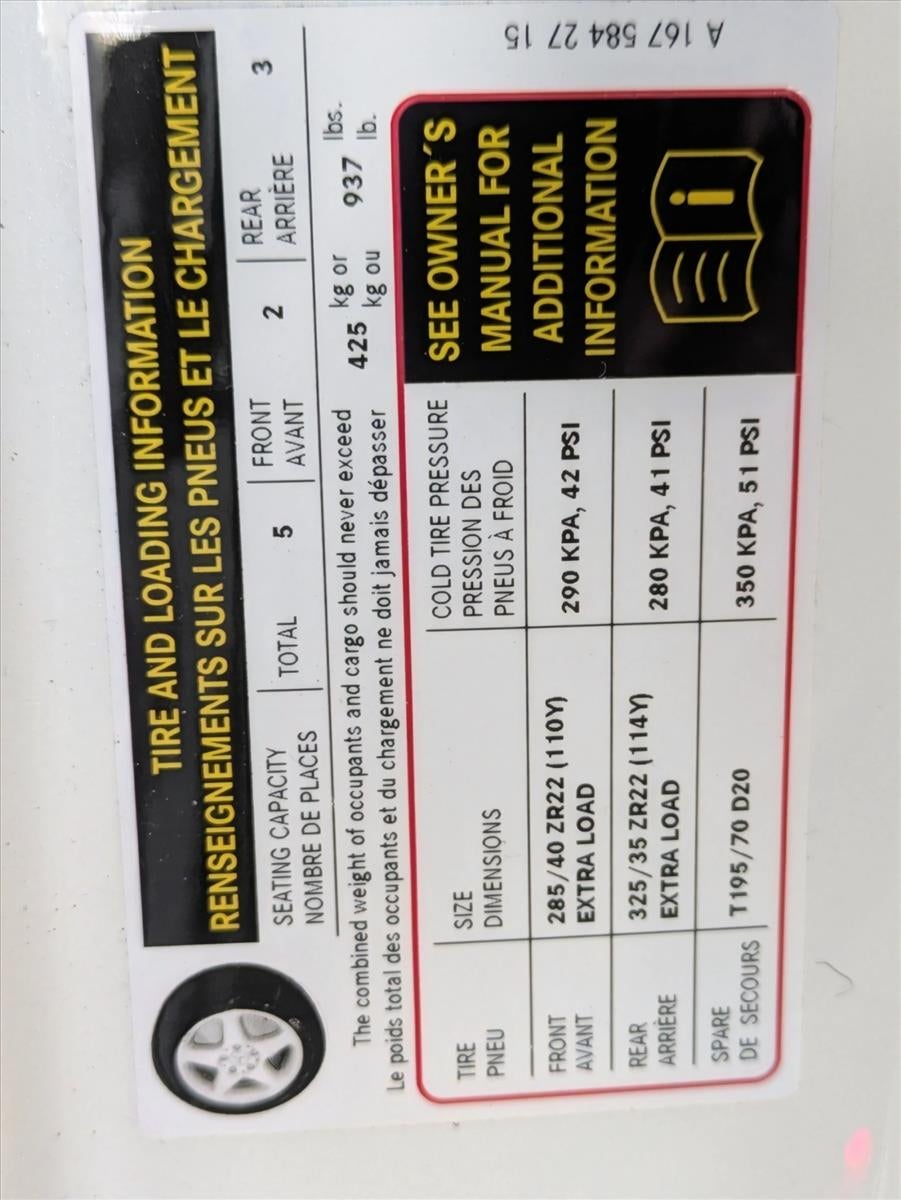 TIRE AND LOADING INFORMATION
RENSEIGNEMENTS SUR LES PNEUS ET LE CHARGEMENT
SEATING CAPACITY
NOMBRE DE PLACES
TOTAL 5
FRONT
AVANT
2
REAR
ARRIÈRE
3
The combined weight of occupants and cargo should never exceed
Le poids total des occupants et du chargement ne doit jamais dépasser
425
kg or
kg ou
937
lbs.
lb.
TIRE
PNEU
SIZE
DIMENSIONS
COLD TIRE PRESSURE
PRESSION DES
PNEUS À FROID
FRONT
AVANT
285/40 ZR22 (110Y)
EXTRA LOAD
290 KPA, 42 PSI
REAR
ARRIÈRE
325/35 ZR22 (114Y)
EXTRA LOAD
280 KPA, 41 PSI
SPARE
DE SECOURS
T195/70 D20
350 KPA, 51 PSI
SEE OWNER´S
MANUAL FOR
ADDITIONAL
INFORMATION
i
A 167 584 27 15